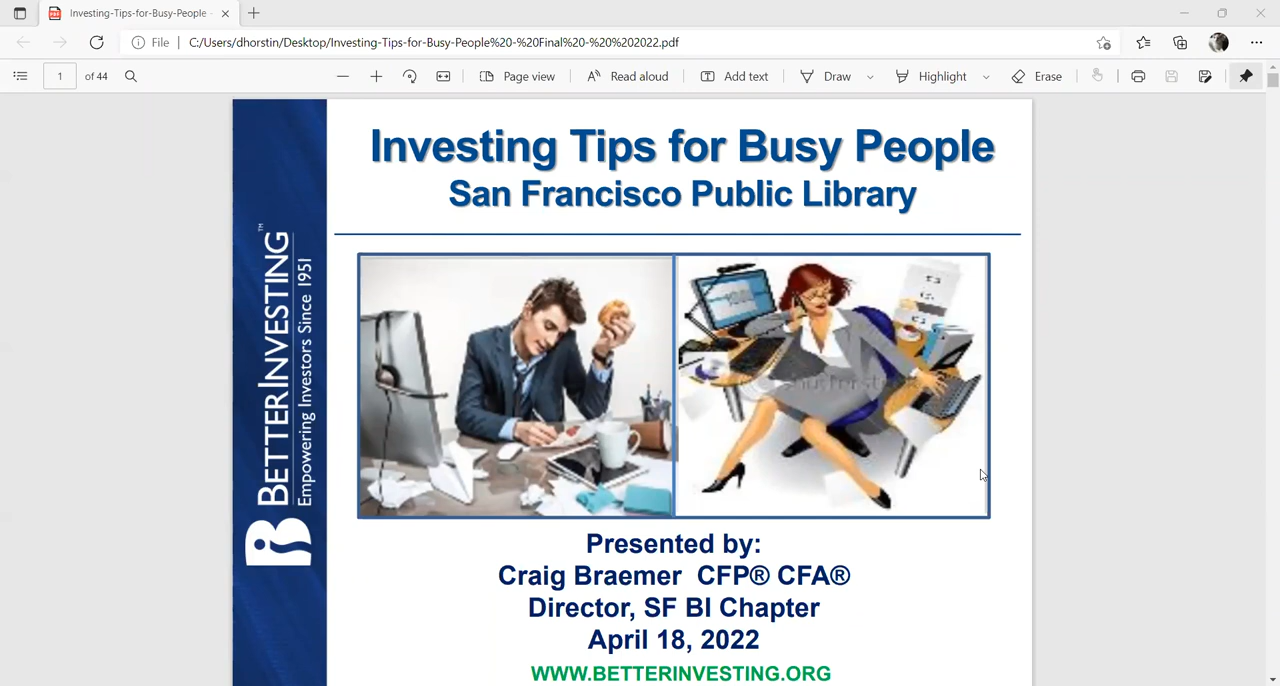 Investing-Tips-for-Busy-People -
File
C:/Users/dhorstin/Desktop/Investing-Tips-for-Busy-People%20-%20Final%20-%20%202022.pdf
1 of 44
Page view
Read aloud
Add text
Draw
Highlight
Erase
Investing Tips for Busy People
San Francisco Public Library
BETTERINVESTING™
Empowering Investors Since 1951
Presented by:
Craig Braemer CFP® CFA®
Director, SF BI Chapter
April 18, 2022
WWW.BETTERINVESTING.ORG